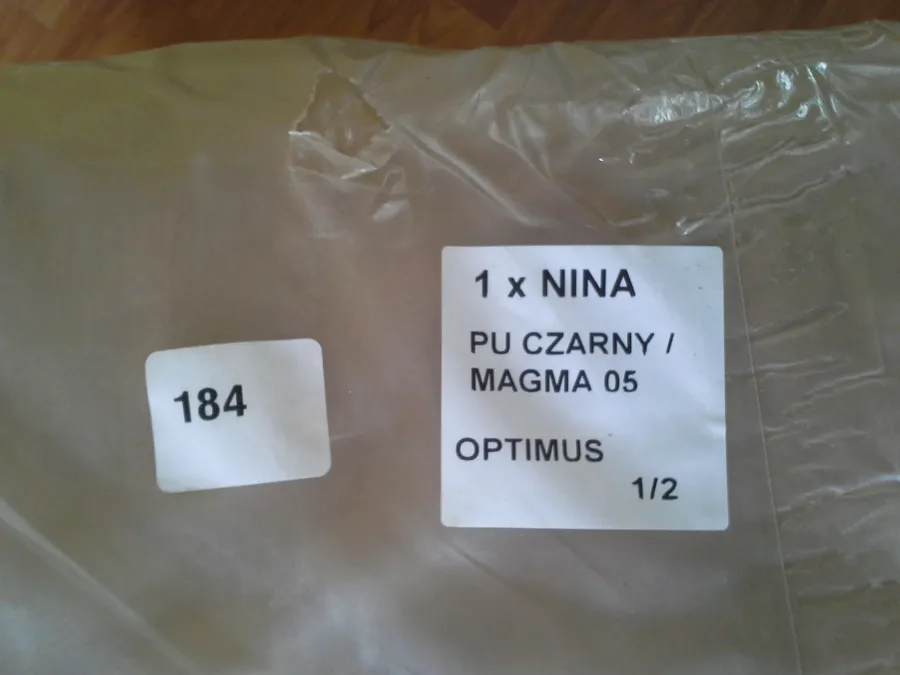 184
1 x NINA
PU CZARNY /
MAGMA 05
OPTIMUS
1/2